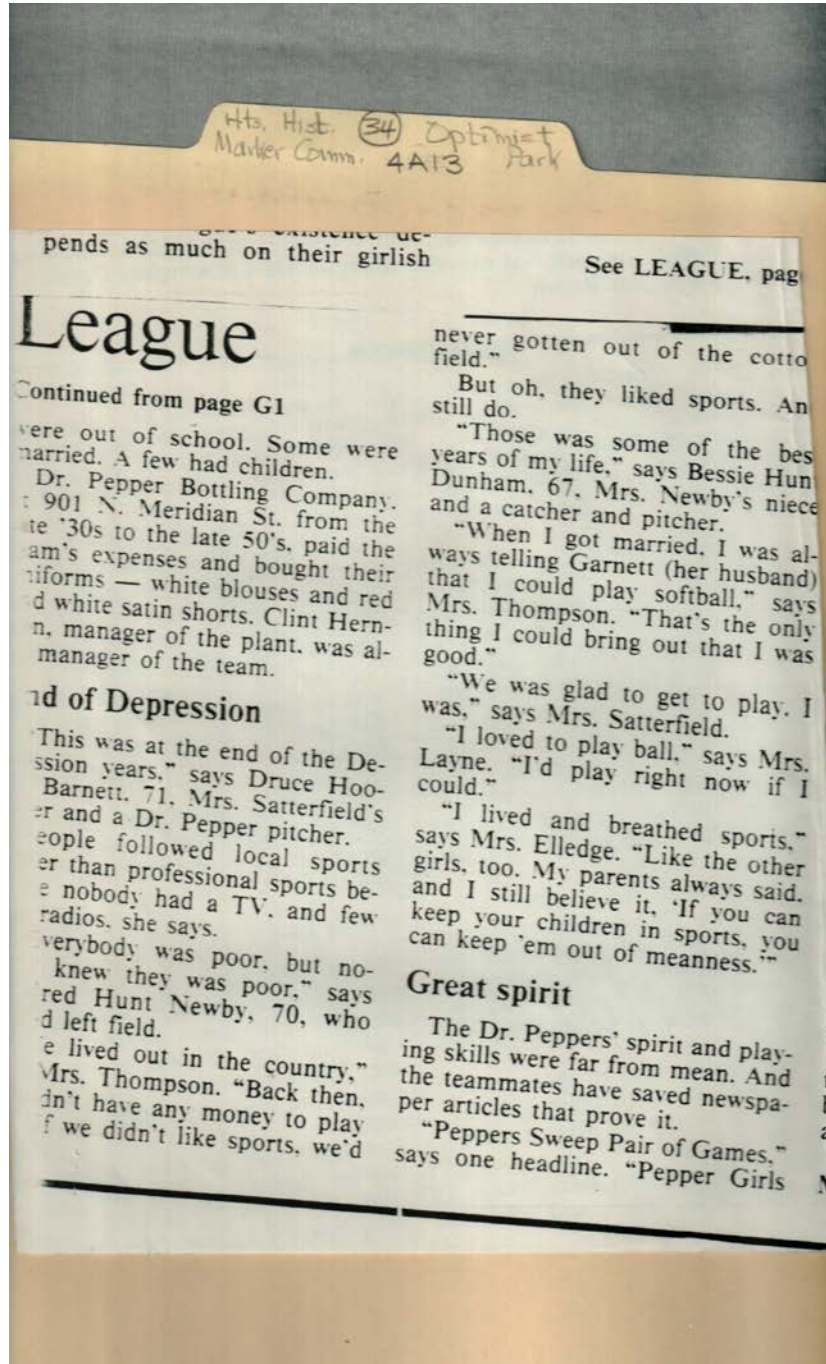 Hts. Hist. 34 Optimist
Marker Comm. 4A13 Park
pends as much on their girlish
See LEAGUE, pag
League
Continued from page G1
were out of school. Some were
married. A few had children.
Dr. Pepper Bottling Company,
901 N. Meridian St. from the
te '30s to the late 50's, paid the
am's expenses and bought their
niforms — white blouses and red
d white satin shorts. Clint Hern-
n, manager of the plant, was al-
manager of the team.
nd of Depression
This was at the end of the De-
ssion years," says Druce Hoo-
Barnett, 71, Mrs. Satterfield's
er and a Dr. Pepper pitcher.
eople followed local sports
er than professional sports be-
e nobody had a TV, and few
radios, she says.
verybody was poor, but no-
knew they was poor," says
red Hunt Newby, 70, who
d left field.
e lived out in the country,"
Mrs. Thompson. "Back then,
dn't have any money to play
f we didn't like sports, we'd
never gotten out of the cotto
field."
But oh, they liked sports. An
still do.
"Those was some of the bes
years of my life," says Bessie Hun
Dunham, 67, Mrs. Newby's niece
and a catcher and pitcher.
"When I got married, I was al-
ways telling Garnett (her husband)
that I could play softball," says
Mrs. Thompson. "That's the only
thing I could bring out that I was
good."
"We was glad to get to play. I
was," says Mrs. Satterfield.
"I loved to play ball," says Mrs.
Layne. "I'd play right now if I
could."
"I lived and breathed sports,"
says Mrs. Elledge. "Like the other
girls, too. My parents always said,
and I still believe it, 'If you can
keep your children in sports, you
can keep 'em out of meanness.'"
Great spirit
The Dr. Peppers' spirit and play-
ing skills were far from mean. And
the teammates have saved newspa-
per articles that prove it.
"Peppers Sweep Pair of Games,"
says one headline. "Pepper Girls